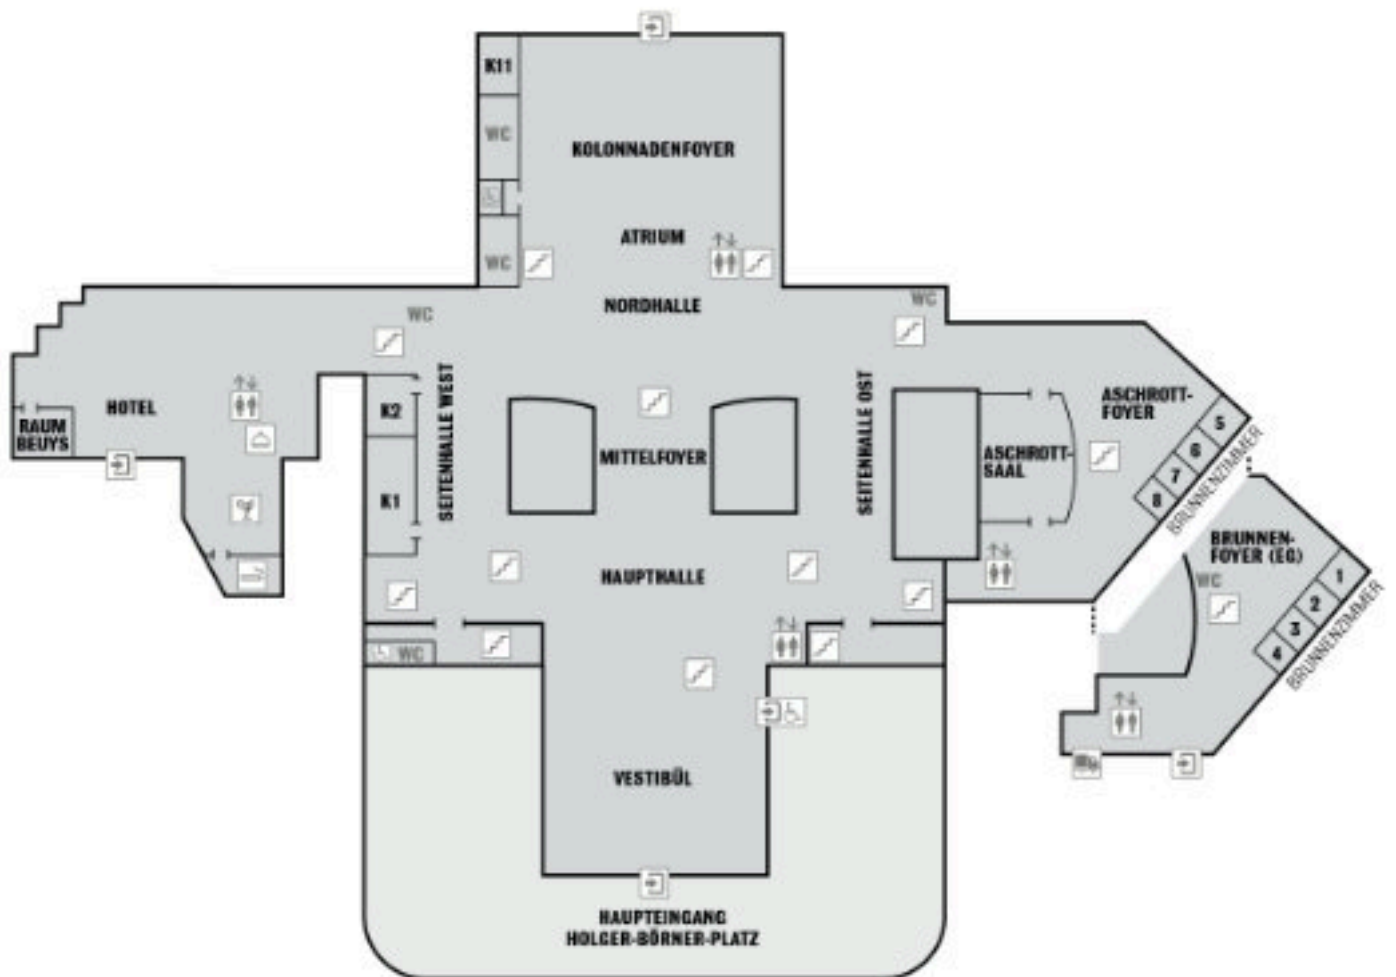 K11
WC
KOLONNADENFOYER
ATRIUM
WC
NORDHALLE
WC
WC
HOTEL
RAUM
BEUYS
K2
K1
SEITENHALLE WEST
MITTELFOYER
SEITENHALLE OST
ASCHROTT-
SAAL
ASCHROTT-
FOYER
5
6
7
8
BRUNNENZIMMER
BRUNNEN-
FOYER (EG)
WC
1
2
3
4
BRUNNENZIMMER
HAUPTHALLE
WC
VESTIBÜL
HAUPTEINGANG
HOLGER-BÖRNER-PLATZ